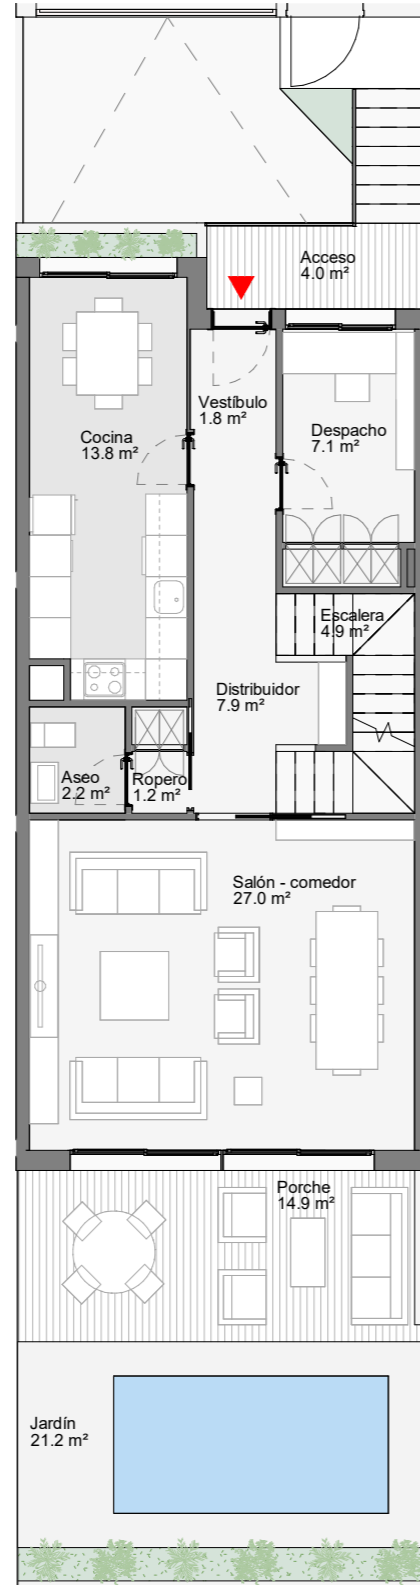 Acceso
4.0 m²
Vestíbulo
1.8 m²
Despacho
7.1 m²
Cocina
13.8 m²
Escalera
4.9 m²
Distribuidor
7.9 m²
Aseo
2.2 m²
Ropero
1.2 m²
Salón - comedor
27.0 m²
Porche
14.9 m²
Jardín
21.2 m²